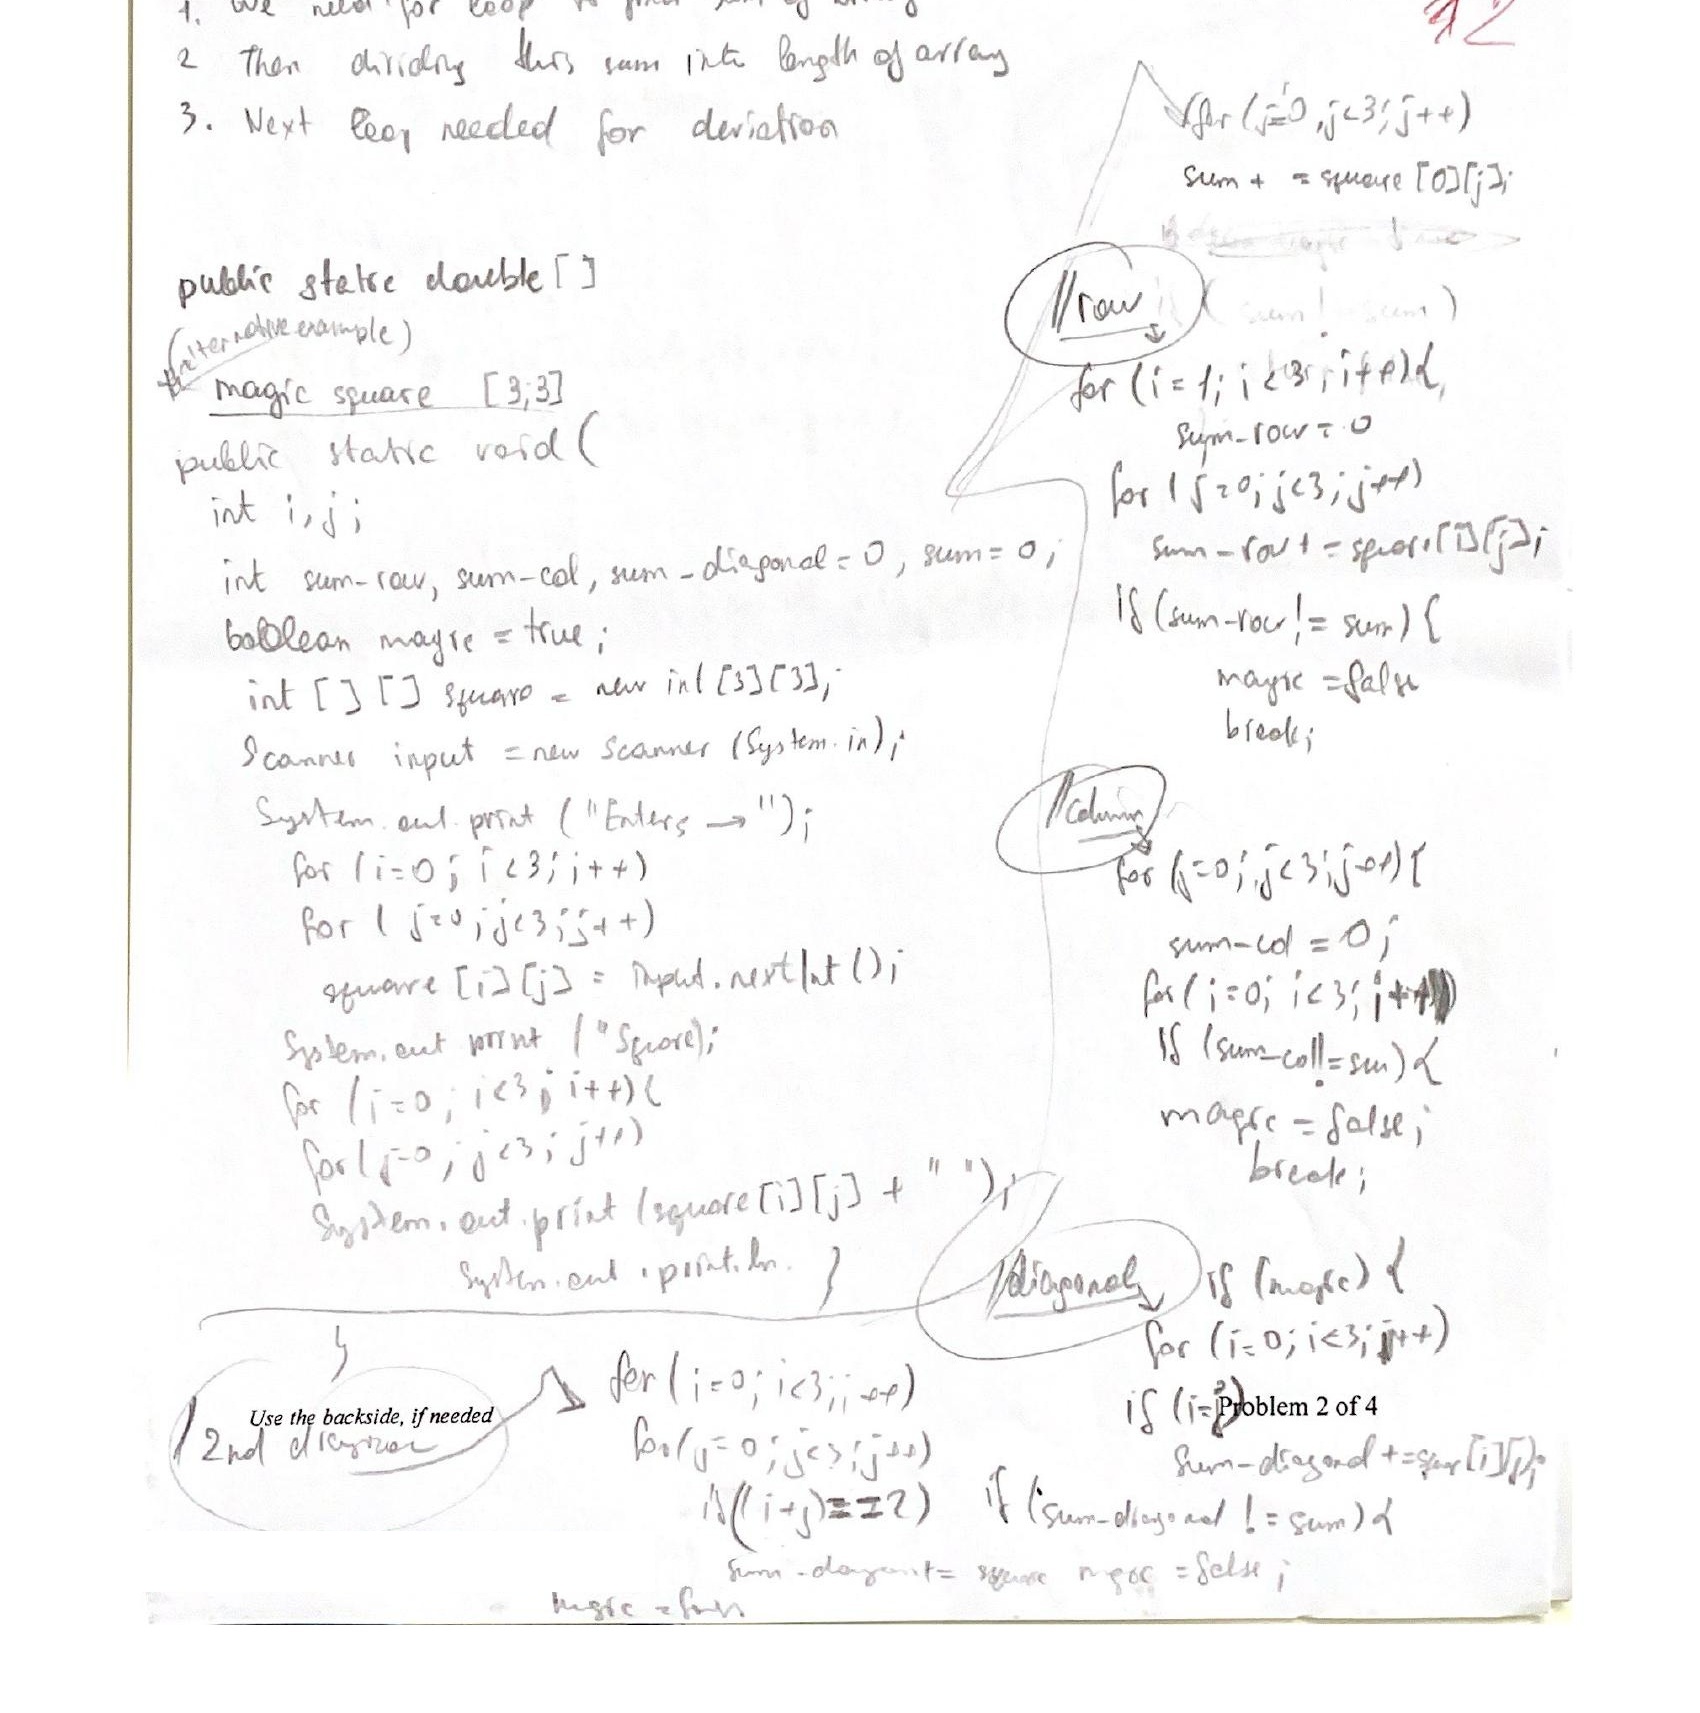 1. We need for loop to find sum of array
2 Then dividing this sum into length of array
3. Next loop needed for deviation
public static double [ ]
(alternative example)
magic square [3;3]
public static void (
int i, j ;
int sum-row, sum-col, sum-diagonal = 0, sum = 0 ;
boolean magic = true ;
int [ ] [ ] square = new int [3] [3] ;
Scanner input = new Scanner (System.in) ;
System.out.print ("Enters → ") ;
for (i=0 ; i<3 ; i++)
for ( j=0 ; j<3 ; j++)
square [i] [j] = input.nextInt () ;
System.out print ("Square) ;
for (i=0 ; i<3 ; i++) {
for ( j=0 ; j<3 ; j++)
System.out.print (square [i] [j] + " ") ;
System.out.println. }
12
for (j=0 , j<3 ; j++)
sum + = square [0] [j] ;
if (sum! = sum )
//row
for (i = 1 ; i < 3 ; i++) {
sum-row = 0
for ( j=0 ; j<3 ; j++)
sum-row + = square [i] [j] ;
if (sum-row != sum) {
magic = false
break ;
//column
for (j=0 ; j<3 ; j++) {
sum-col = 0 ;
for (i=0 ; i<3 ; i++)
if (sum-col != sum) {
magic = false ;
break ;
//diagonal
if (magic) {
for (i=0 ; i<3 ; j++)
if (i=j)
sum-diagonal += square [i] [j] ;
if (sum-diagonal != sum) {
magic = false ;
Use the backside, if needed
Problem 2 of 4
// 2nd diagonal
for (i=0 ; i<3 ; i++)
for (j=0 ; j<3 ; j++)
if ((i+j) == 2)
sum-diagonal += square
magic = false